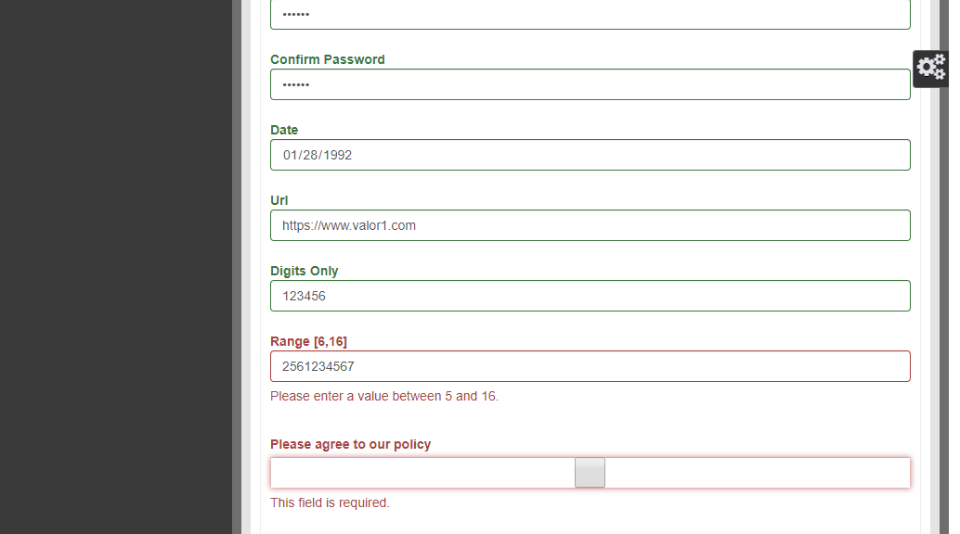 ••••••
Confirm Password
••••••
Date
01/28/1992
Url
https://www.valor1.com
Digits Only
123456
Range [6,16]
2561234567
Please enter a value between 5 and 16.
Please agree to our policy
This field is required.